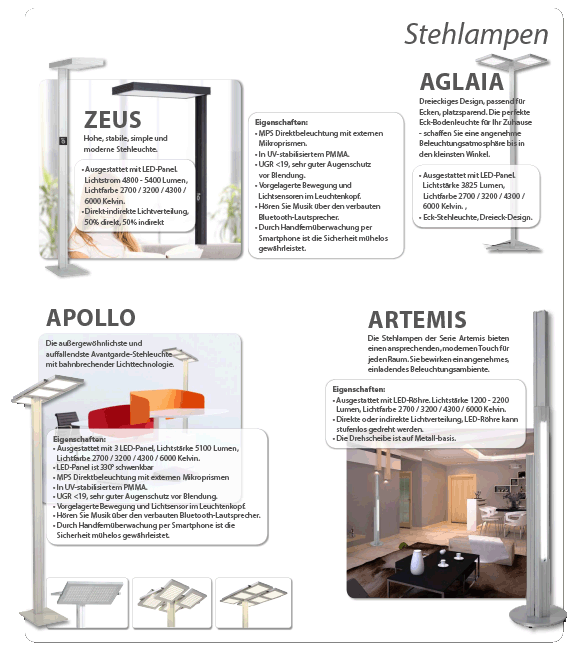 Stehlampen
ZEUS
Hohe, stabile, simple und
moderne Stehleuchte.
• Ausgestattet mit LED-Panel.
Lichtstrom 4800 - 5400 Lumen,
Lichtfarbe 2700 / 3200 / 4300 /
6000 Kelvin.
• Direkt-indirekte Lichtverteilung,
50% direkt, 50% indirekt
Eigenschaften:
• MPS Direktbeleuchtung mit externen
Mikroprismen.
• In UV-stabilisiertem PMMA.
• UGR <19, sehr guter Augenschutz
vor Blendung.
• Vorgelagerte Bewegung und
Lichtsensoren im Leuchtenkopf.
• Hören Sie Musik über den verbauten
Bluetooth-Lautsprecher.
• Durch Handfernüberwachung per
Smartphone ist die Sicherheit mühelos
gewährleistet.
AGLAIA
Dreieckiges Design, passend für
Ecken, platzsparend. Die perfekte
Eck-Bodenleuchte für Ihr Zuhause
- schaffen Sie eine angenehme
Beleuchtungsatmosphäre bis in
den kleinsten Winkel.
• Ausgestattet mit LED-Panel.
Lichtstärke 3825 Lumen,
Lichtfarbe 2700 / 3200 / 4300 /
6000 Kelvin. ,
• Eck-Stehleuchte, Dreieck-Design.
APOLLO
Die außergewöhnlichste und
auffallendste Avantgarde-Stehleuchte
mit bahnbrechender Lichttechnologie.
Eigenschaften:
• Ausgestattet mit 3 LED-Panel, Lichtstärke 5100 Lumen,
Lichtfarbe 2700 / 3200 / 4300 / 6000 Kelvin.
• LED-Panel ist 330° schwenkbar
• MPS Direktbeleuchtung mit externen Mikroprismen
• In UV-stabilisiertem PMMA.
• UGR <19, sehr guter Augenschutz vor Blendung.
• Vorgelagerte Bewegung und Lichtsensor im Leuchtenkopf.
• Hören Sie Musik über den verbauten Bluetooth-Lautsprecher.
• Durch Handfernüberwachung per Smartphone ist die
Sicherheit mühelos gewährleistet.
ARTEMIS
Die Stehlampen der Serie Artemis bieten
einen ansprechenden, modernen Touch für
jeden Raum. Sie bewirken ein angenehmes,
einladendes Beleuchtungsambiente.
Eigenschaften:
• Ausgestattet mit LED-Röhre. Lichtstärke 1200 - 2200
Lumen, Lichtfarbe 2700 / 3200 / 4300 / 6000 Kelvin.
• Direkte oder indirekte Lichtverteilung, LED-Röhre kann
stufenlos gedreht werden.
• Die Drehscheibe ist auf Metall-basis.